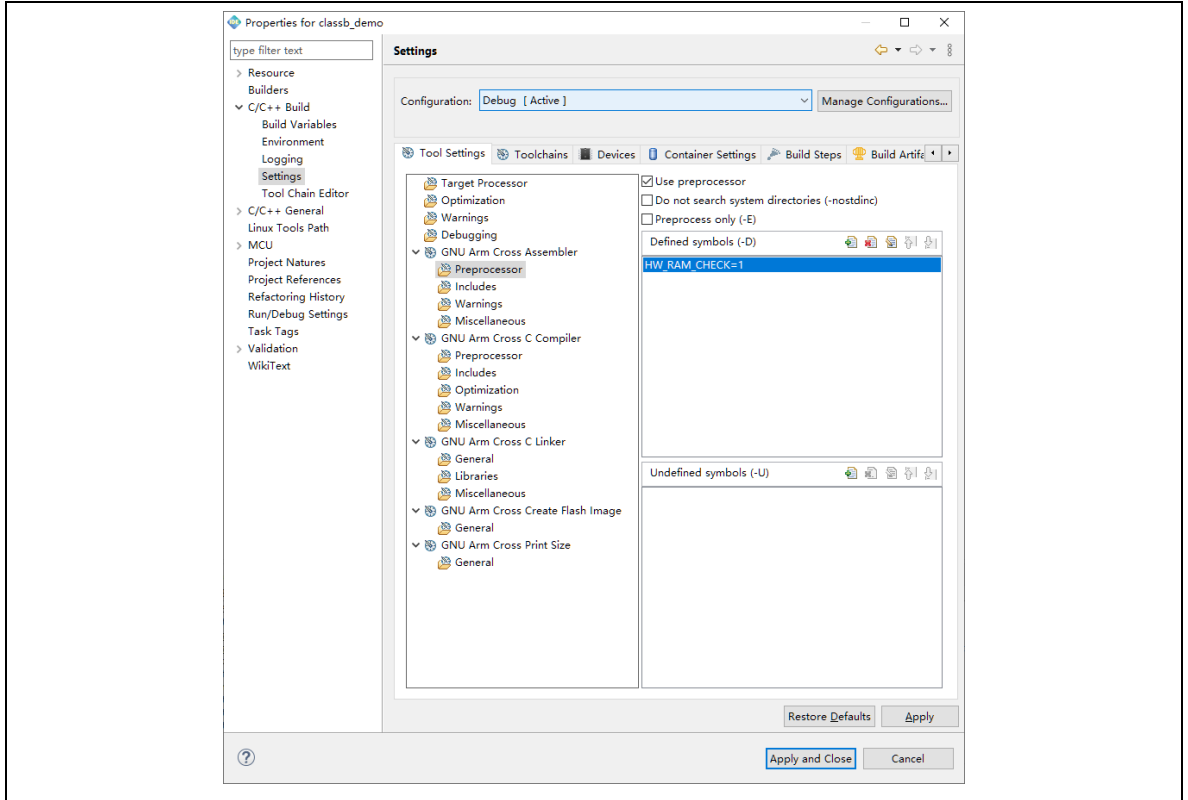 Properties for classb_demo
type filter text
Resource
Builders
C/C++ Build
Build Variables
Environment
Logging
Settings
Tool Chain Editor
C/C++ General
Linux Tools Path
MCU
Project Natures
Project References
Refactoring History
Run/Debug Settings
Task Tags
Validation
WikiText
Settings
Configuration: Debug [ Active ] Manage Configurations...
Tool Settings Toolchains Devices Container Settings Build Steps Build Artifa
Target Processor
Optimization
Warnings
Debugging
GNU Arm Cross Assembler
Preprocessor
Includes
Warnings
Miscellaneous
GNU Arm Cross C Compiler
Preprocessor
Includes
Optimization
Warnings
Miscellaneous
GNU Arm Cross C Linker
General
Libraries
Miscellaneous
GNU Arm Cross Create Flash Image
General
GNU Arm Cross Print Size
General
Use preprocessor
Do not search system directories (-nostdinc)
Preprocess only (-E)
Defined symbols (-D)
HW_RAM_CHECK=1
Undefined symbols (-U)
Restore Defaults Apply
Apply and Close Cancel